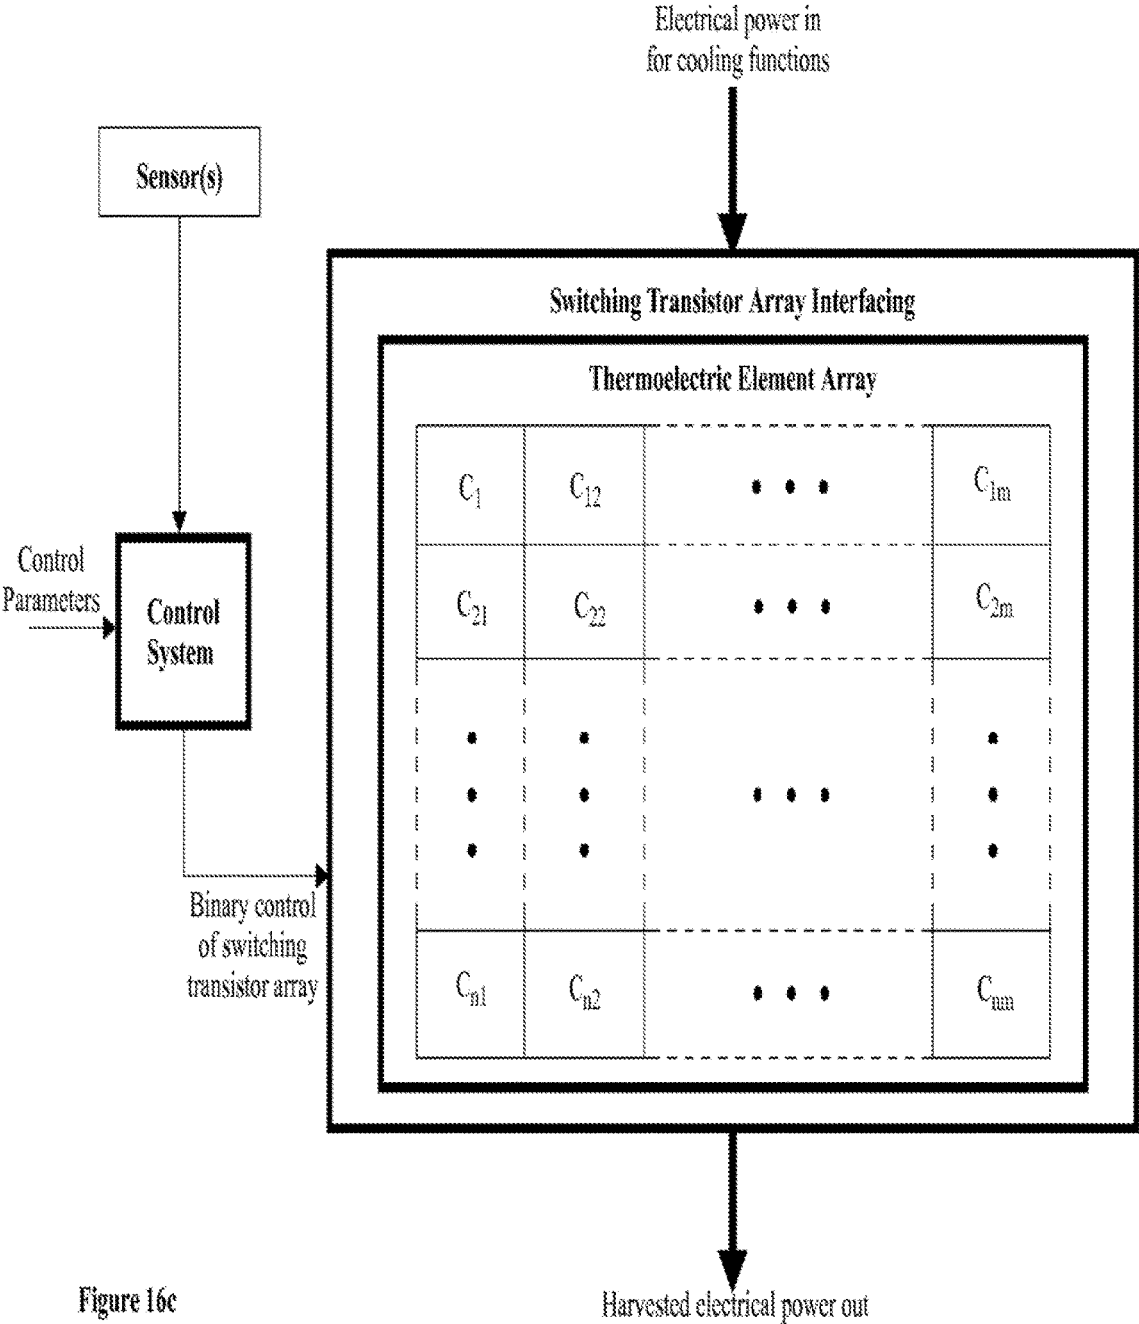 Electrical power in
for cooling functions
Sensor(s)
Switching Transistor Array Interfacing
Thermoelectric Element Array
C1 C12 C1m
C21 C22 C2m
Control
Parameters
Control
System
Binary control
of switching
transistor array
Cn1 Cn2 Cnm
Figure 16c
Harvested electrical power out